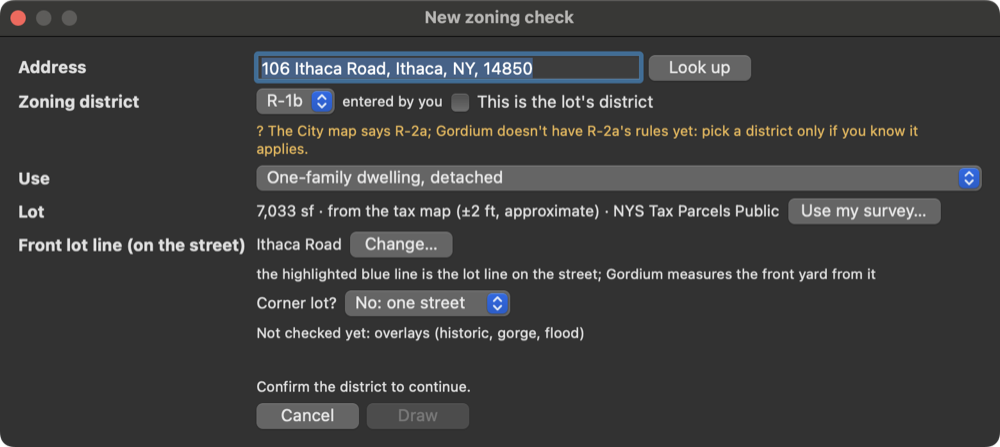 New zoning check
Address
106 Ithaca Road, Ithaca, NY, 14850
Look up
Zoning district
R-1b
entered by you
This is the lot's district
? The City map says R-2a; Gordium doesn't have R-2a's rules yet: pick a district only if you know it
applies.
Use
One-family dwelling, detached
Lot
7,033 sf · from the tax map (±2 ft, approximate) · NYS Tax Parcels Public
Use my survey...
Front lot line (on the street)
Ithaca Road
Change...
the highlighted blue line is the lot line on the street; Gordium measures the front yard from it
Corner lot?
No: one street
Not checked yet: overlays (historic, gorge, flood)
Confirm the district to continue.
Cancel
Draw